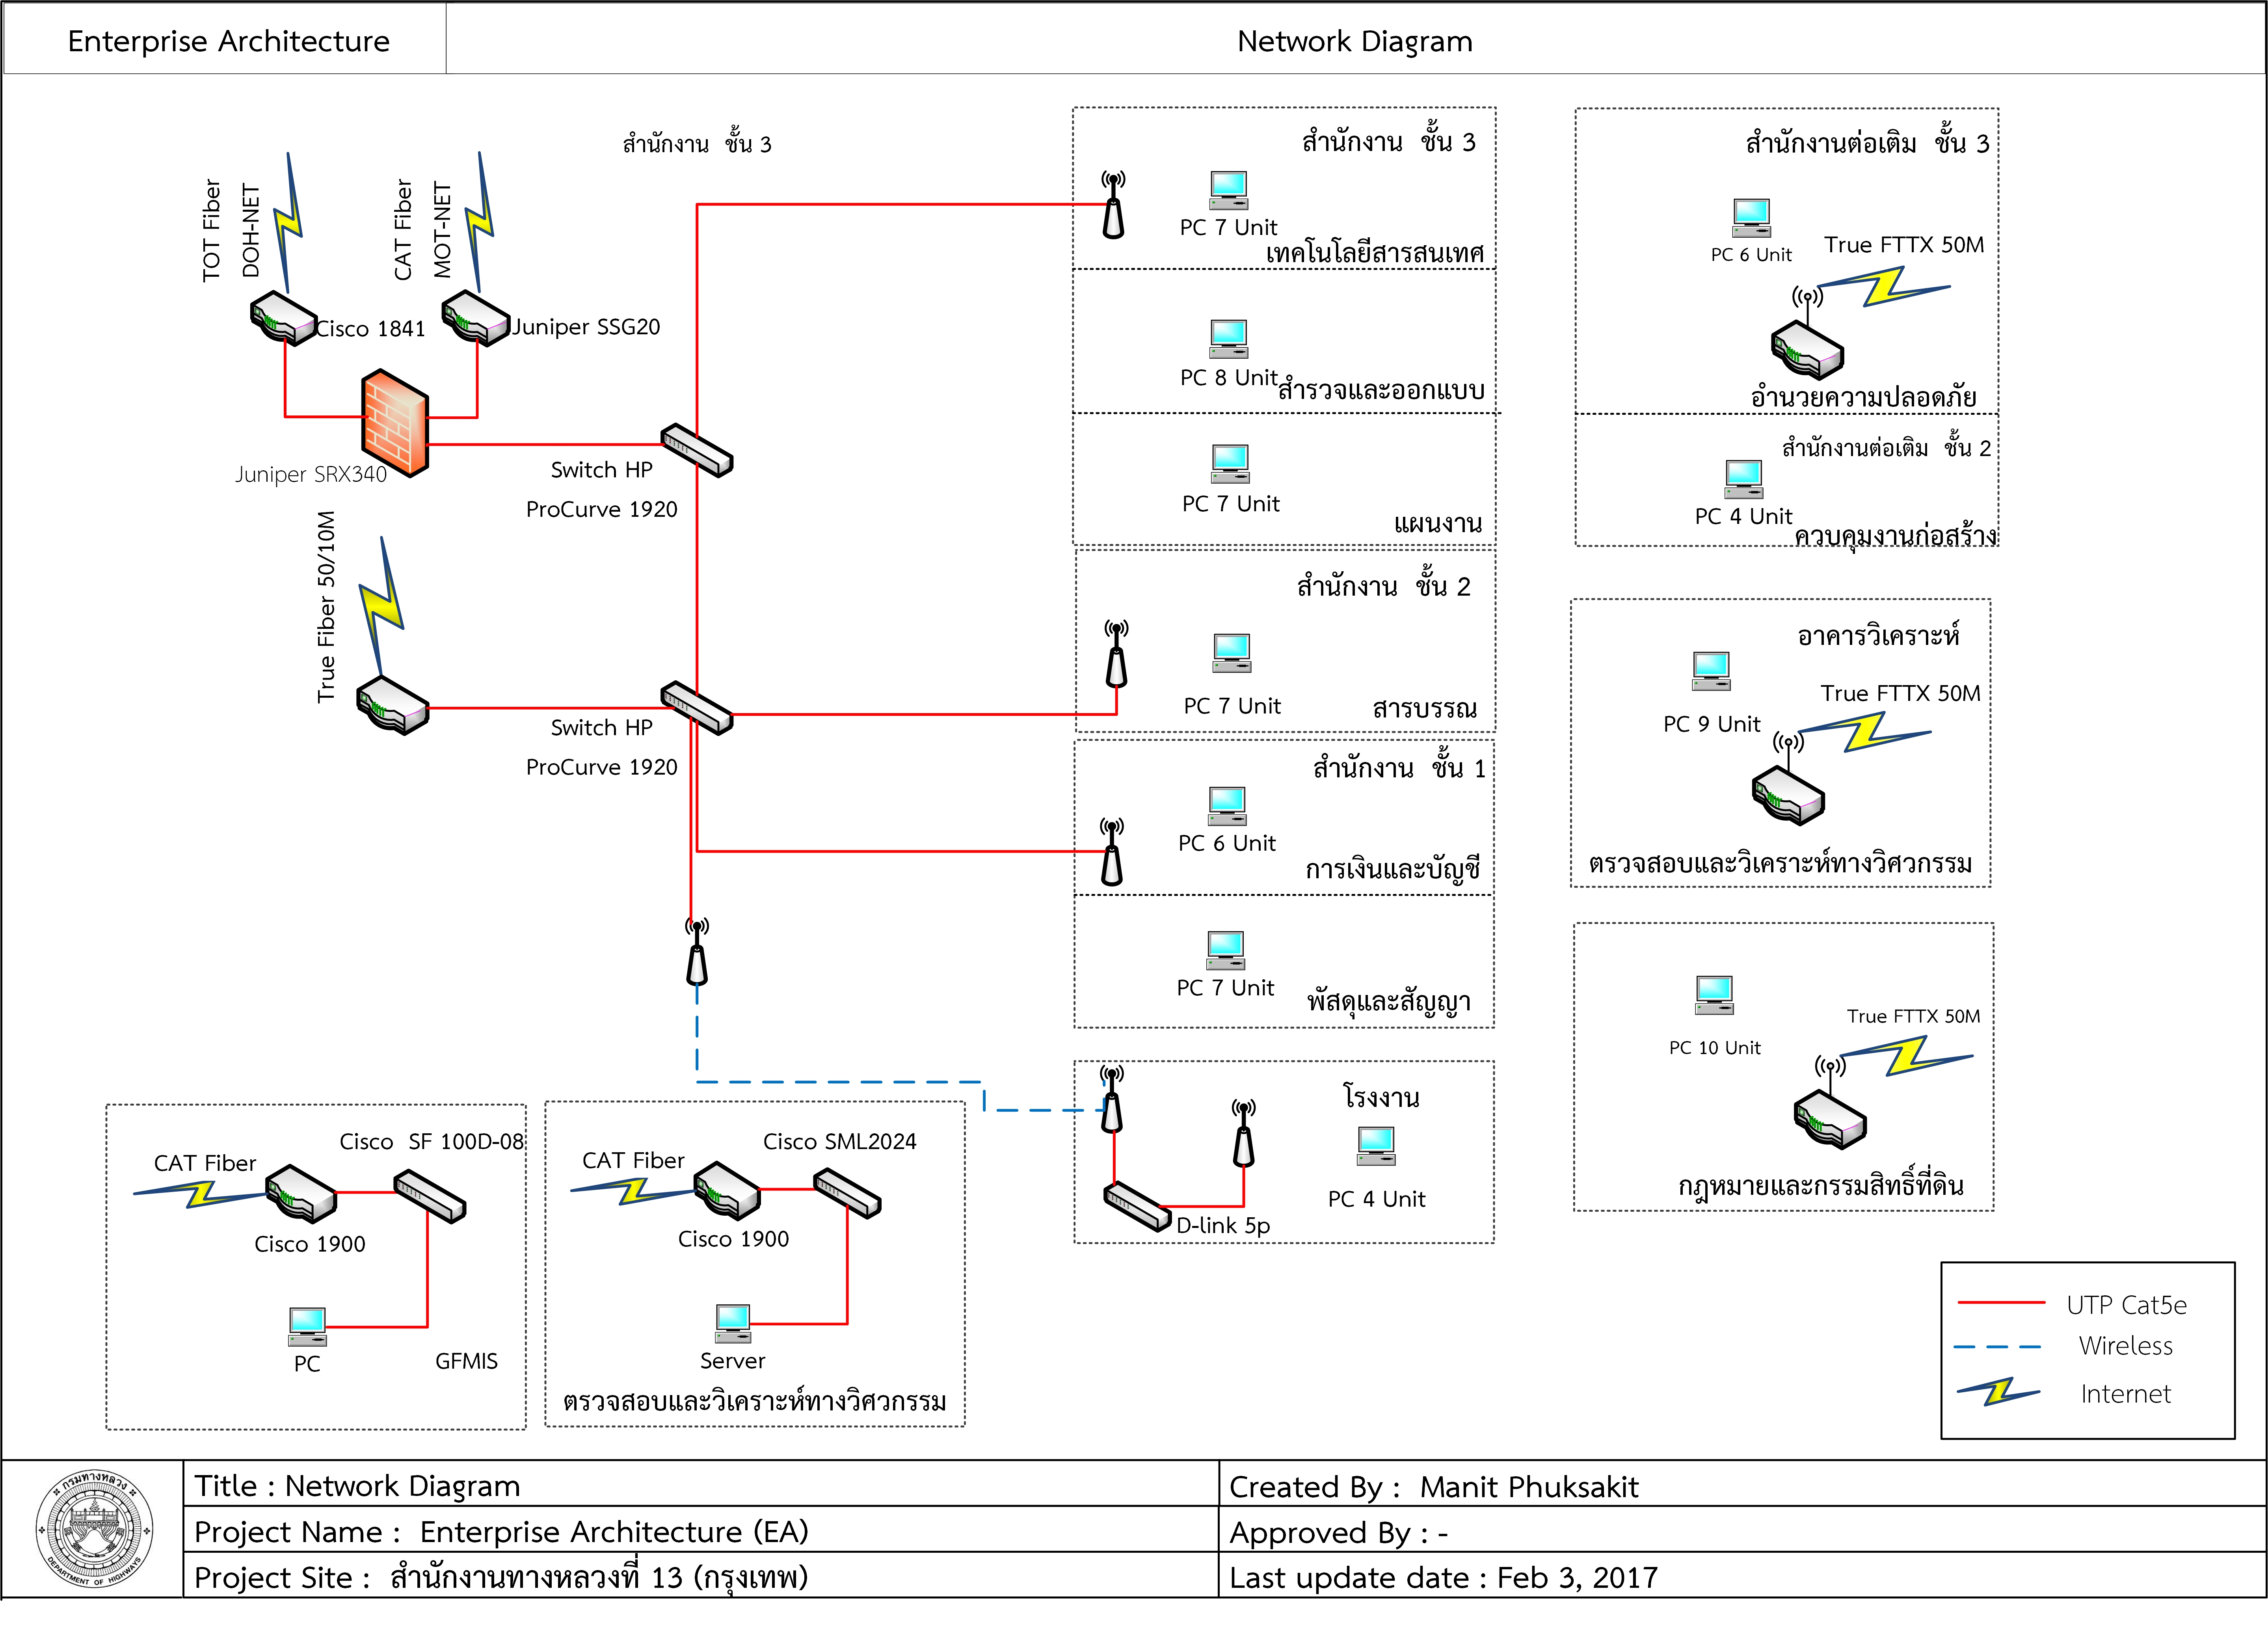 Enterprise Architecture
Network Diagram
สำนักงาน ชั้น 3
TOT Fiber
DOH-NET
CAT Fiber
MOT-NET
Cisco 1841
Juniper SSG20
Juniper SRX340
Switch HP
ProCurve 1920
True Fiber 50/10M
Switch HP
ProCurve 1920
สำนักงาน ชั้น 3
PC 7 Unit
เทคโนโลยีสารสนเทศ
PC 8 Unit
สำรวจและออกแบบ
PC 7 Unit
แผนงาน
สำนักงาน ชั้น 2
PC 7 Unit
สารบรรณ
สำนักงาน ชั้น 1
PC 6 Unit
การเงินและบัญชี
PC 7 Unit
พัสดุและสัญญา
โรงงาน
PC 4 Unit
D-link 5p
สำนักงานต่อเติม ชั้น 3
PC 6 Unit
True FTTX 50M
อำนวยความปลอดภัย
สำนักงานต่อเติม ชั้น 2
PC 4 Unit
ควบคุมงานก่อสร้าง
อาคารวิเคราะห์
True FTTX 50M
PC 9 Unit
ตรวจสอบและวิเคราะห์ทางวิศวกรรม
True FTTX 50M
PC 10 Unit
กฎหมายและกรรมสิทธิ์ที่ดิน
Cisco SF 100D-08
CAT Fiber
Cisco 1900
PC
GFMIS
Cisco SML2024
CAT Fiber
Cisco 1900
Server
ตรวจสอบและวิเคราะห์ทางวิศวกรรม
UTP Cat5e
Wireless
Internet
กรมทางหลวง
DEPARTMENT OF HIGHWAYS
Title : Network Diagram
Created By : Manit Phuksakit
Project Name : Enterprise Architecture (EA)
Approved By : -
Project Site : สำนักงานทางหลวงที่ 13 (กรุงเทพ)
Last update date : Feb 3, 2017